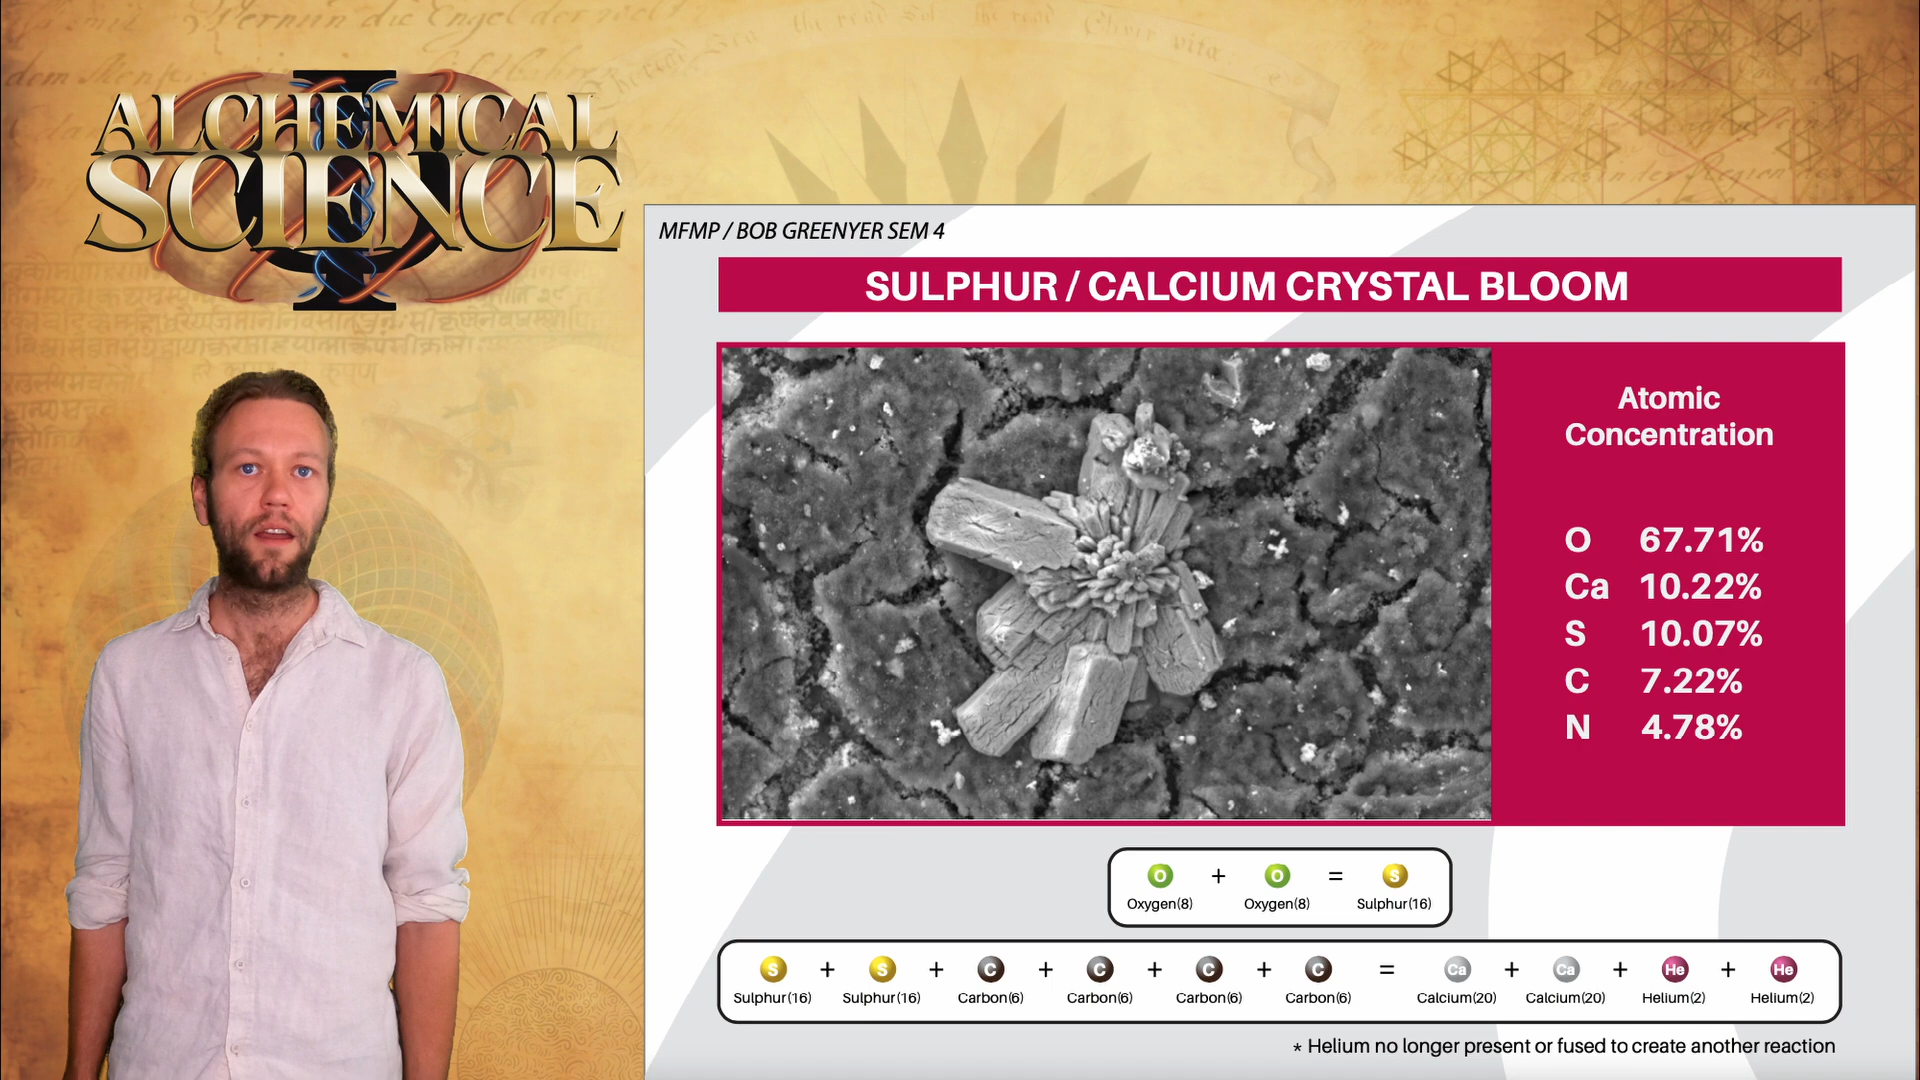 ALCHEMICAL
SCIENCE
MFMP / BOB GREENYER SEM 4
SULPHUR / CALCIUM CRYSTAL BLOOM
Atomic
Concentration
O 67.71%
Ca 10.22%
S 10.07%
C 7.22%
N 4.78%
O + O = S
Oxygen(8) Oxygen(8) Sulphur(16)
S + S + C + C + C + C = Ca + Ca + He + He
Sulphur(16) Sulphur(16) Carbon(6) Carbon(6) Carbon(6) Carbon(6) Calcium(20) Calcium(20) Helium(2) Helium(2)
* Helium no longer present or fused to create another reaction